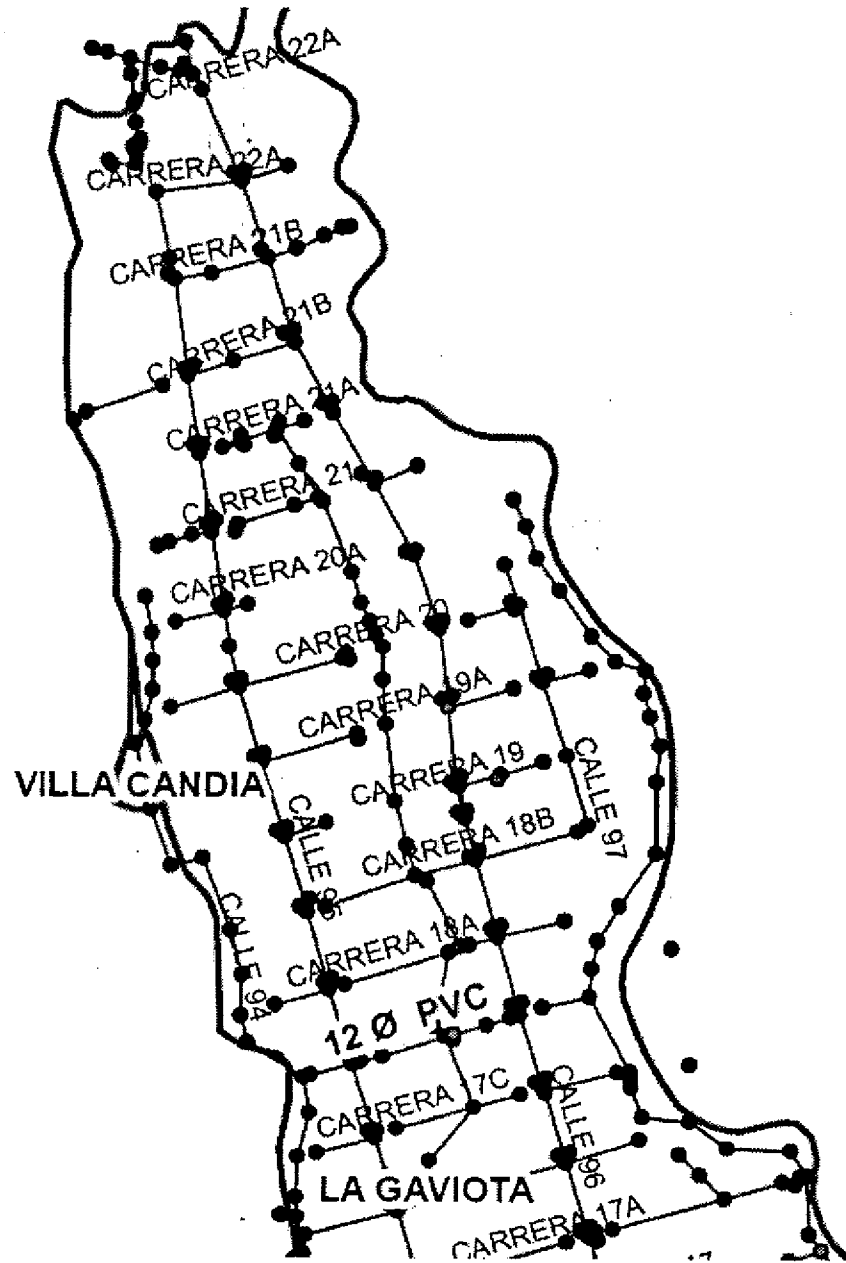 CARRERA 22A
CARRERA 22A
CARRERA 21B
CARRERA 21B
CARRERA 21A
CARRERA 21
CARRERA 20A
CARRERA 20
CARRERA 19A
CARRERA 19
VILLA CANDIA
CALLE 97
CALLE 95
CARRERA 18B
CALLE 94
CARRERA 18A
12 Ø PVC
CARRERA 17C
CALLE 96
LA GAVIOTA
CARRERA 17A